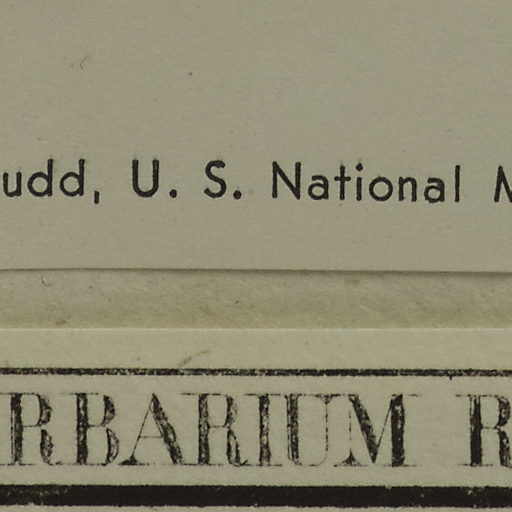 udd, U. S. National M
RBARIUM R